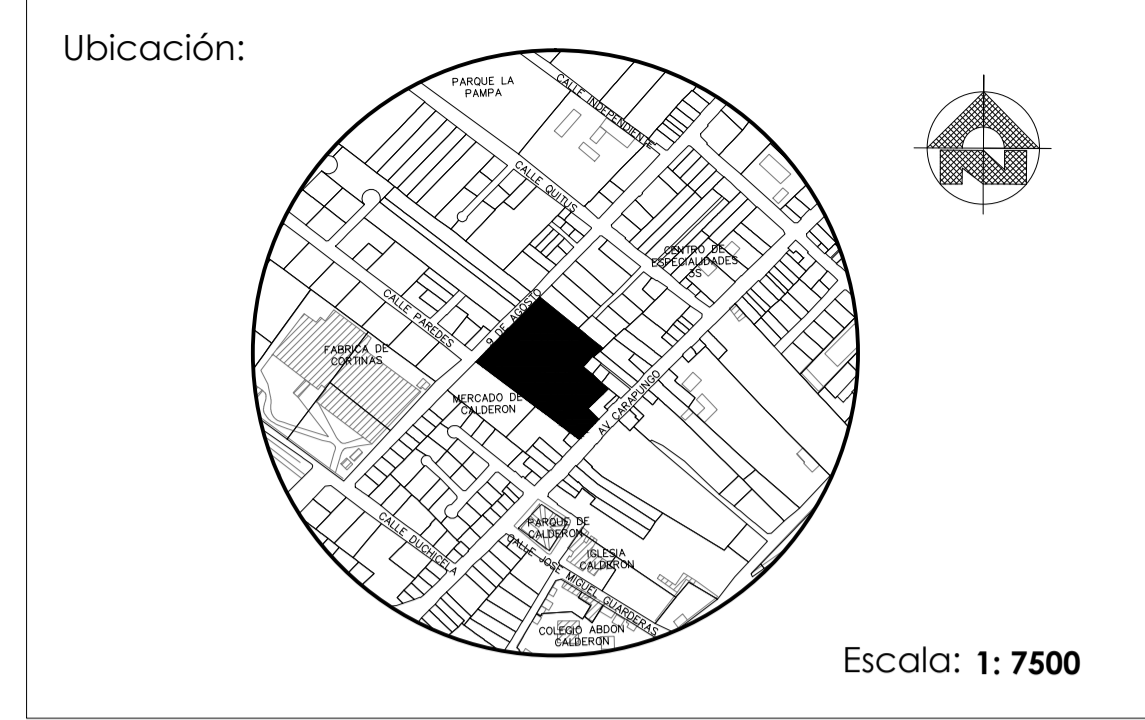 Ubicación:
PARQUE LA
PAMPA
CALLE INDEPENDIENTE
CALLE QUITUS
CENTRO DE
ESPECIALIDADES
3S
9 DE AGOSTO
CALLE PAREDES
FABRICA DE
CORTINAS
MERCADO DE
CALDERON
AV CARAPUNGO
PARQUE DE
CALDERON
IGLESIA
CALDERON
CALLE DUCHICELA
CALLE JOSE MIGUEL GUARDERAS
COLEGIO ABDON
CALDERON
Escala: 1: 7500
N